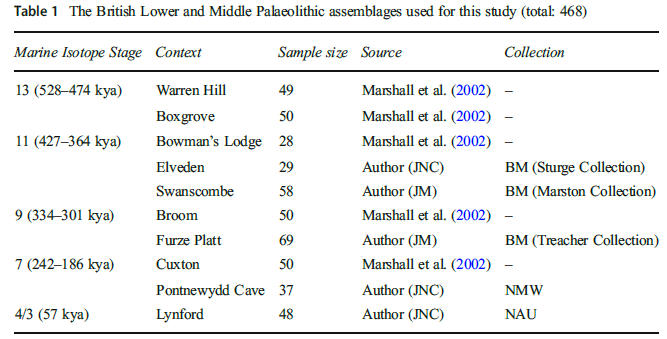 Table 1 The British Lower and Middle Palaeolithic assemblages used for this study (total: 468)
Marine Isotope Stage Context Sample size Source Collection
13 (528–474 kya) Warren Hill 49 Marshall et al. (2002) –
Boxgrove 50 Marshall et al. (2002) –
11 (427–364 kya) Bowman's Lodge 28 Marshall et al. (2002) –
Elveden 29 Author (JNC) BM (Sturge Collection)
Swanscombe 58 Author (JM) BM (Marston Collection)
9 (334–301 kya) Broom 50 Marshall et al. (2002) –
Furze Platt 69 Author (JM) BM (Treacher Collection)
7 (242–186 kya) Cuxton 50 Marshall et al. (2002) –
Pontnewydd Cave 37 Author (JNC) NMW
4/3 (57 kya) Lynford 48 Author (JNC) NAU